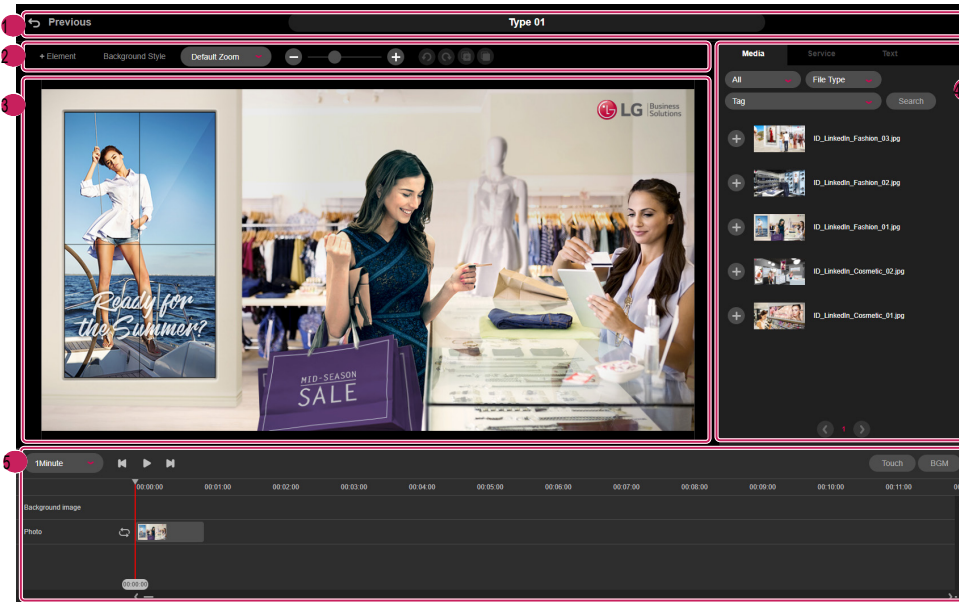 1
Previous
Type 01
2
+ Element
Background Style
Default Zoom
Media
Service
Text
All
File Type
Tag
Search
ID_LinkedIn_Fashion_03.jpg
ID_LinkedIn_Fashion_02.jpg
ID_LinkedIn_Fashion_01.jpg
ID_LinkedIn_Cosmetic_02.jpg
ID_LinkedIn_Cosmetic_01.jpg
1
3
LG Business
Solutions
Ready for
the Summer?
MID-SEASON
SALE
5
1Minute
Touch
BGM
00:00:00
00:01:00
00:02:00
00:03:00
00:04:00
00:05:00
00:06:00
00:07:00
00:08:00
00:09:00
00:10:00
00:11:00
Background image
Photo
00:00:00